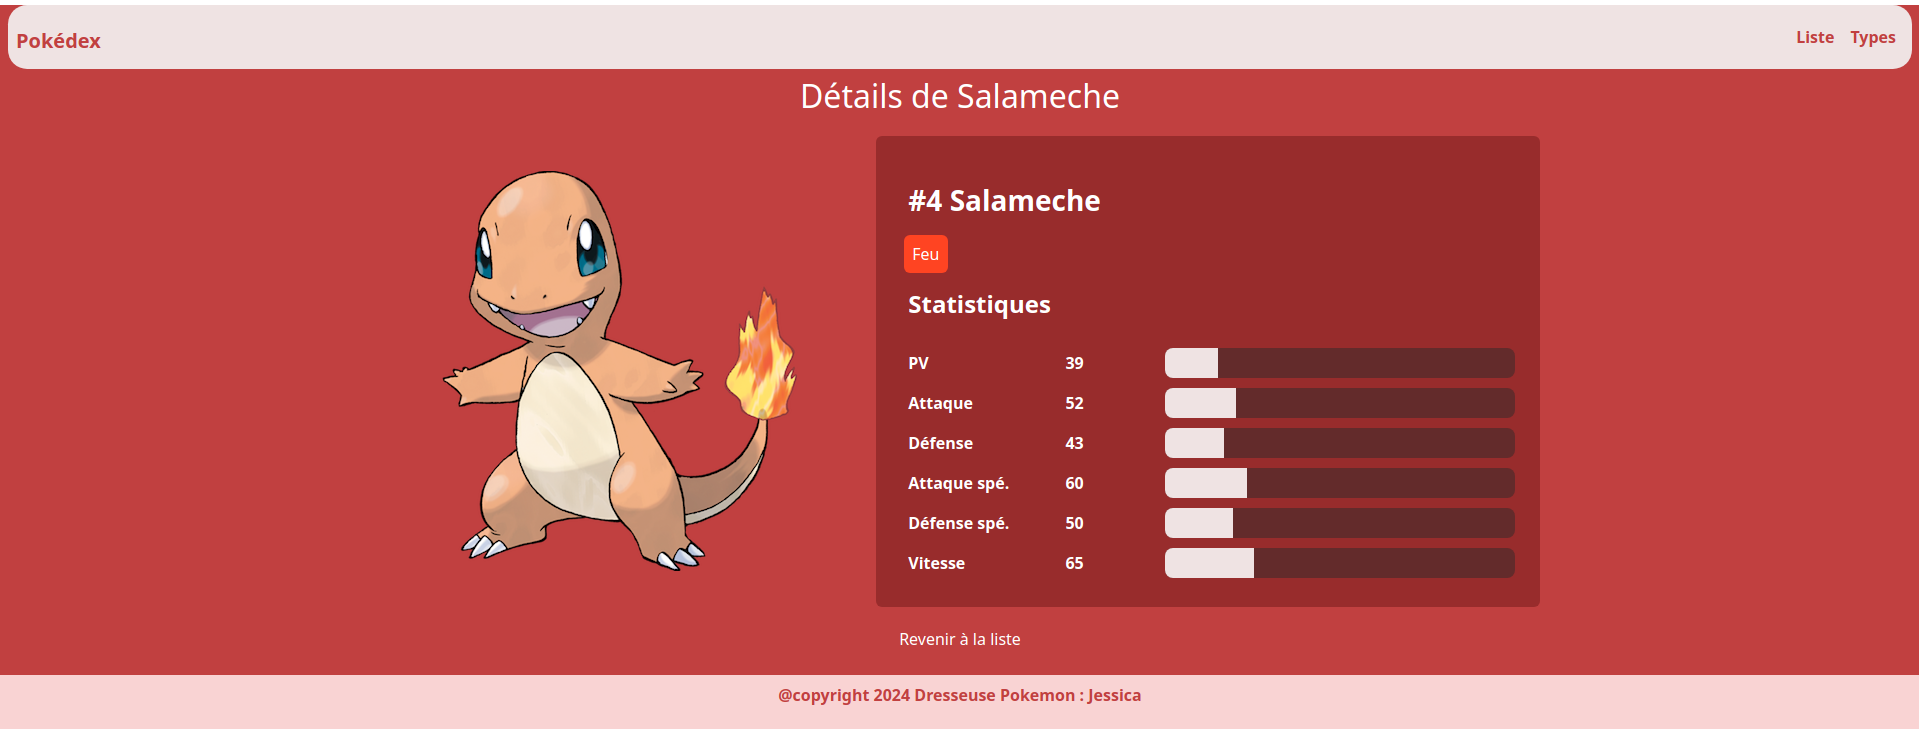 Pokédex
Liste Types
Détails de Salameche
#4 Salameche
Feu
Statistiques
PV 39
Attaque 52
Défense 43
Attaque spé. 60
Défense spé. 50
Vitesse 65
Revenir à la liste
@copyright 2024 Dresseuse Pokemon : Jessica